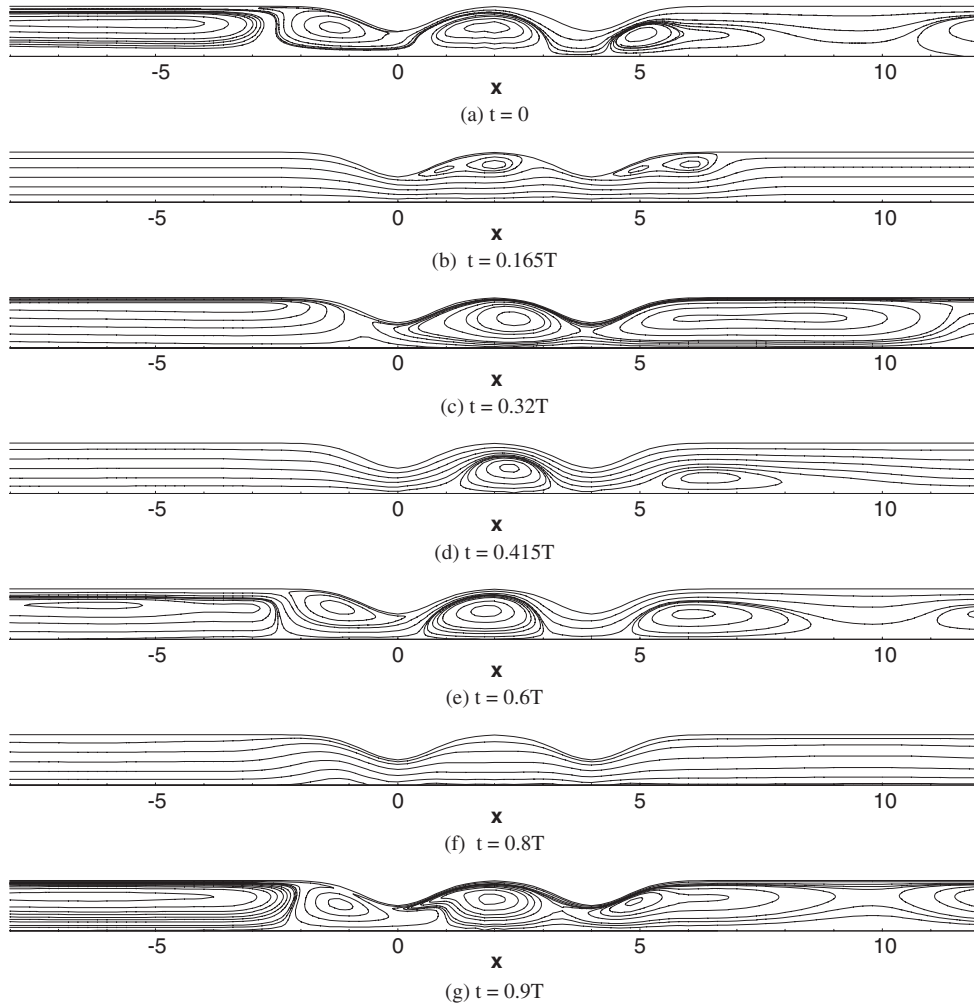 -5 0 5 10
x
(a) t = 0
-5 0 5 10
x
(b) t = 0.165T
-5 0 5 10
x
(c) t = 0.32T
-5 0 5 10
x
(d) t = 0.415T
-5 0 5 10
x
(e) t = 0.6T
-5 0 5 10
x
(f) t = 0.8T
-5 0 5 10
x
(g) t = 0.9T